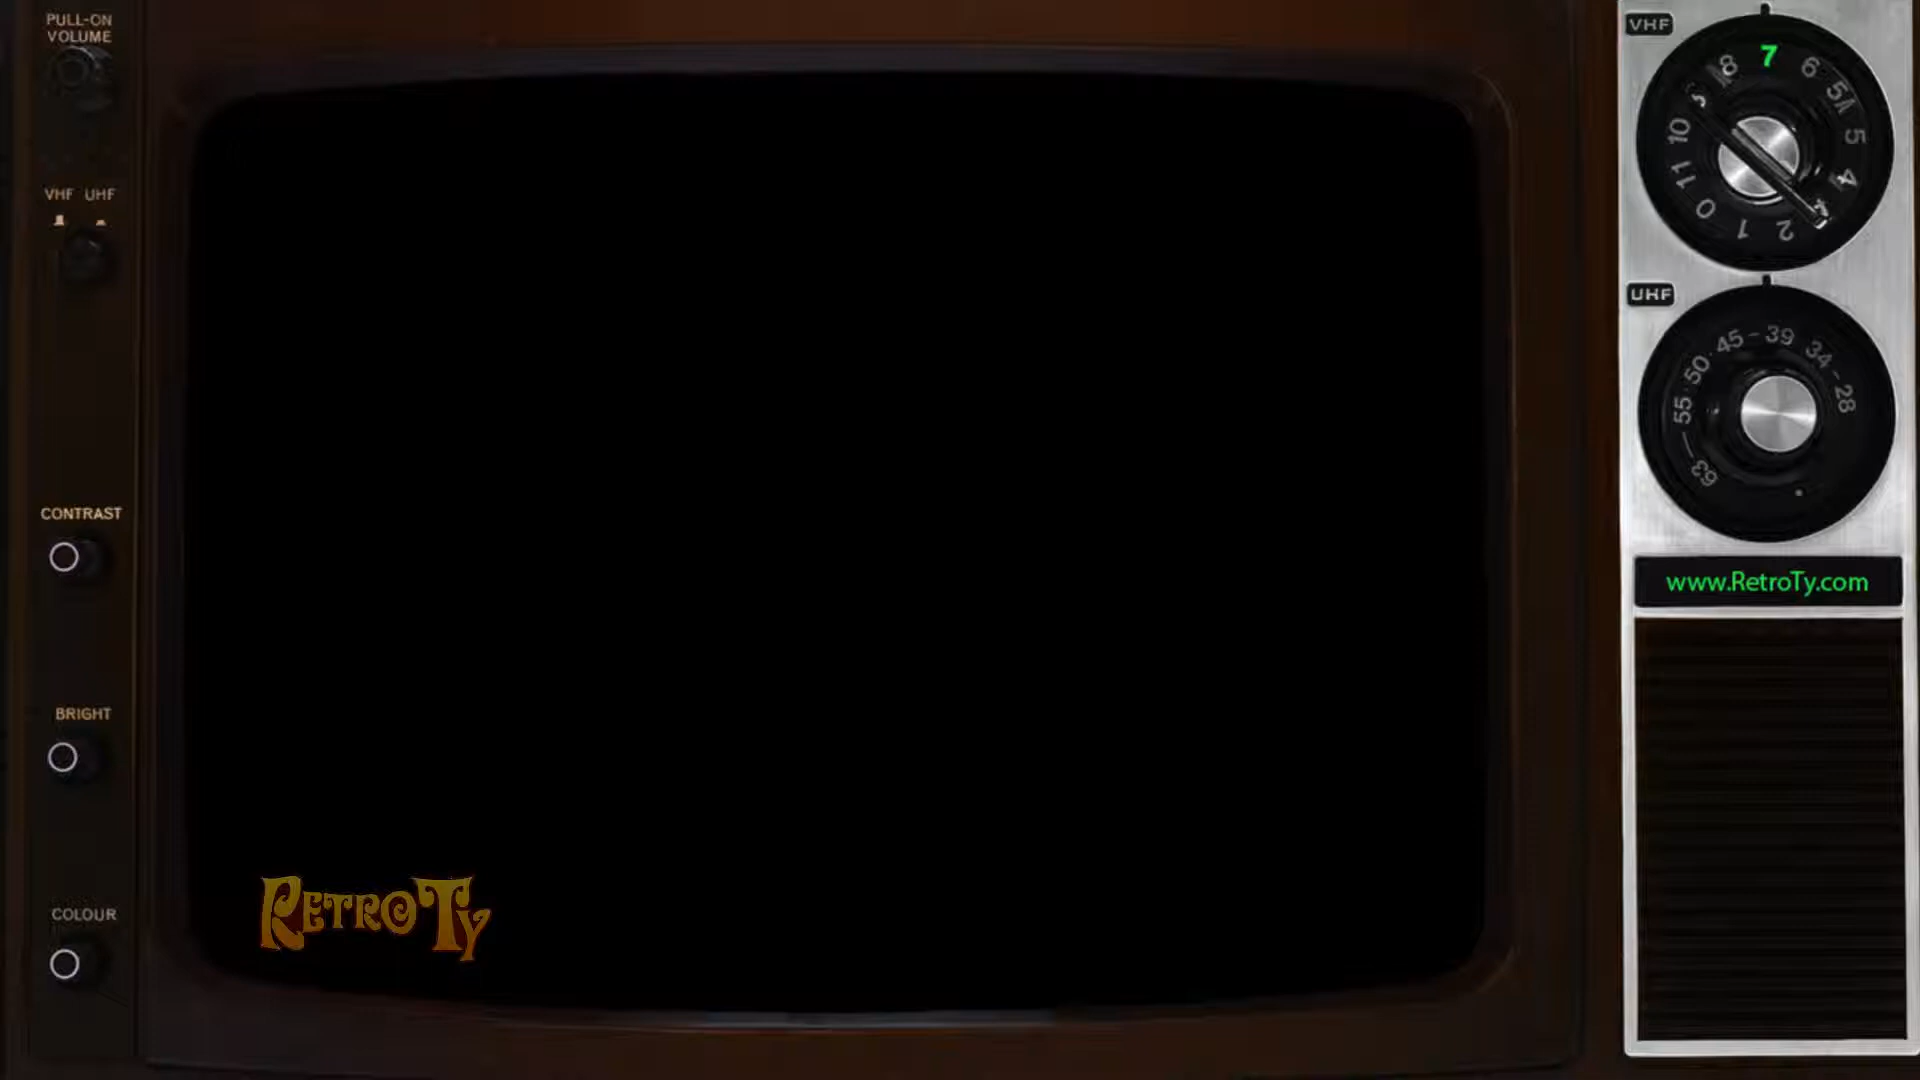 PULL-ON
VOLUME
VHF UHF
CONTRAST
BRIGHT
COLOUR
RETROTY
VHF
7
6
5A
5
4
2
1
0
11
10
8
UHF
63 55 50 45 39 34 28
www.RetroTy.com